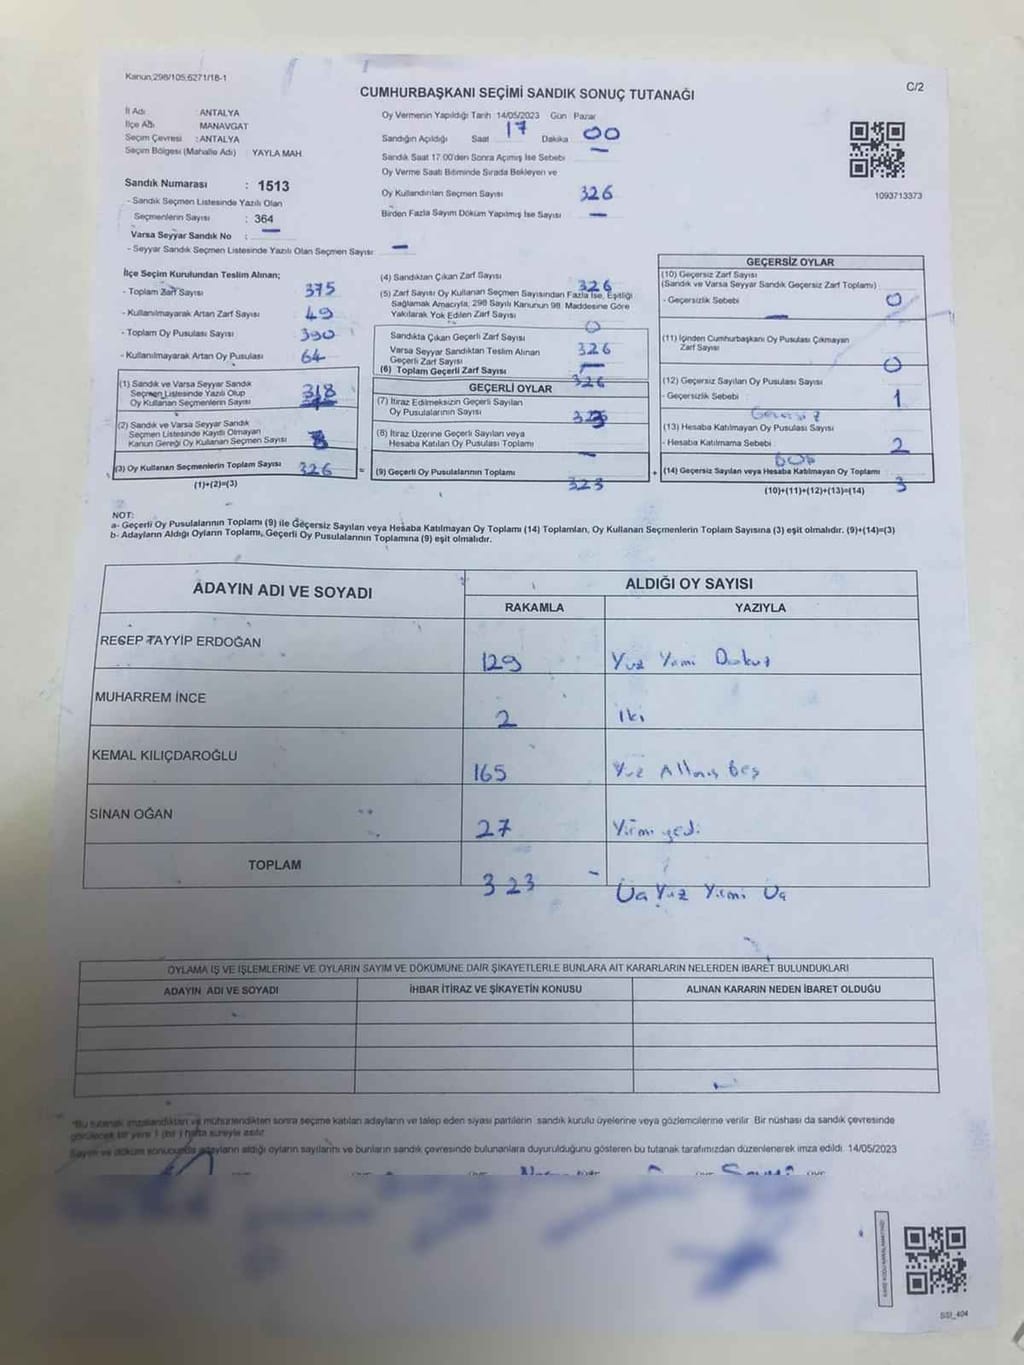 Kanun,298/105,6271/18-1
C/2
CUMHURBAŞKANI SEÇİMİ SANDIK SONUÇ TUTANAĞI
İl Adı : ANTALYA
İlçe Adı : MANAVGAT
Seçim Çevresi : ANTALYA
Seçim Bölgesi (Mahalle Adı) : YAYLA MAH.
Sandık Numarası : 1513
- Sandık Seçmen Listesinde Yazılı Olan
Seçmenlerin Sayısı : 364
Varsa Seyyar Sandık No : —
- Seyyar Sandık Seçmen Listesinde Yazılı Olan Seçmen Sayısı: —
Oy Vermenin Yapıldığı Tarih 14/05/2023 Gün : Pazar
Sandığın Açıldığı Saat 17 Dakika 00
Sandık Saat 17:00'den Sonra Açımış İse Sebebi —
Oy Verme Saati Bitiminde Sırada Bekleyen ve
Oy Kullandırılan Seçmen Sayısı 326
Birden Fazla Sayım Döküm Yapılmış İse Sayısı —
1093713373
İlçe Seçim Kurulundan Teslim Alınan;
- Toplam Zarf Sayısı 375
- Kullanılmayarak Artan Zarf Sayısı 49
- Toplam Oy Pusulası Sayısı 390
- Kullanılmayarak Artan Oy Pusulası 64
(1) Sandık ve Varsa Seyyar Sandık
Seçmen Listesinde Yazılı Olup
Oy Kullanan Seçmenlerin Sayısı 318
(2) Sandık ve Varsa Seyyar Sandık
Seçmen Listesinde Kayıtlı Olmayan
Kanun Gereği Oy Kullanan Seçmen Sayısı 8
(3) Oy Kullanan Seçmenlerin Toplam Sayısı 326
(1)+(2)=(3)
(4) Sandıktan Çıkan Zarf Sayısı 326
(5) Zarf Sayısı Oy Kullanan Seçmen Sayısından Fazla İse, Eşitliği
Sağlamak Amacıyla, 298 Sayılı Kanunun 98. Maddesine Göre
Yakılarak Yok Edilen Zarf Sayısı 0
Sandıkta Çıkan Geçerli Zarf Sayısı 326
Varsa Seyyar Sandıktan Teslim Alınan
Geçerli Zarf Sayısı —
(6) Toplam Geçerli Zarf Sayısı 326
GEÇERLİ OYLAR
(7) İtiraz Edilmeksizin Geçerli Sayılan
Oy Pusulalarının Sayısı 323
(8) İtiraz Üzerine Geçerli Sayılan veya
Hesaba Katılan Oy Pusulası Toplamı —
= (9) Geçerli Oy Pusulalarının Toplamı 323
GEÇERSİZ OYLAR
(10) Geçersiz Zarf Sayısı
(Sandık ve Varsa Seyyar Sandık Geçersiz Zarf Toplamı)
- Geçersizlik Sebebi 0
—
(11) İçinden Cumhurbaşkanı Oy Pusulası Çıkmayan
Zarf Sayısı 0
(12) Geçersiz Sayılan Oy Pusulası Sayısı
- Geçersizlik Sebebi 1
Geçersiz
(13) Hesaba Katılmayan Oy Pusulası Sayısı
- Hesaba Katılmama Sebebi 2
boş
+ (14) Geçersiz Sayılan veya Hesaba Katılmayan Oy Toplamı 3
(10)+(11)+(12)+(13)=(14)
NOT:
a- Geçerli Oy Pusulalarının Toplamı (9) ile Geçersiz Sayılan veya Hesaba Katılmayan Oy Toplamı (14) Toplamları, Oy Kullanan Seçmenlerin Toplam Sayısına (3) eşit olmalıdır. (9)+(14)=(3)
b- Adayların Aldığı Oyların Toplamı, Geçerli Oy Pusulalarının Toplamına (9) eşit olmalıdır.
ADAYIN ADI VE SOYADI
ALDIĞI OY SAYISI
RAKAMLA YAZIYLA
RECEP TAYYİP ERDOĞAN 129 Yüz Yirmi Dokuz
MUHARREM İNCE 2 İki
KEMAL KILIÇDAROĞLU 165 Yüz Altmış Beş
SİNAN OĞAN 27 Yirmi yedi
TOPLAM 323 Üç Yüz Yirmi Üç
OYLAMA İŞ VE İŞLEMLERİNE VE OYLARIN SAYIM VE DÖKÜMÜNE DAİR ŞİKAYETLERLE BUNLARA AİT KARARLARIN NELERDEN İBARET BULUNDUKLARI
ADAYIN ADI VE SOYADI İHBAR İTİRAZ VE ŞİKAYETİN KONUSU ALINAN KARARIN NEDEN İBARET OLDUĞU
*Bu tutanak imzalandıktan ve mühürlendikten sonra seçime katılan adayların ve talep eden siyasi partilerin sandık kurulu üyelerine veya gözlemcilerine verilir. Bir nüshası da sandık çevresinde
görülecek bir yere 1 (bir) hafta süreyle asılır.
Sayım ve döküm sonucunda adayların aldığı oyların sayılarını ve bunların sandık çevresinde bulunanlara duyurulduğunu gösteren bu tutanak tarafımızdan düzenlenerek imza edildi. 14/05/2023
SSI_404